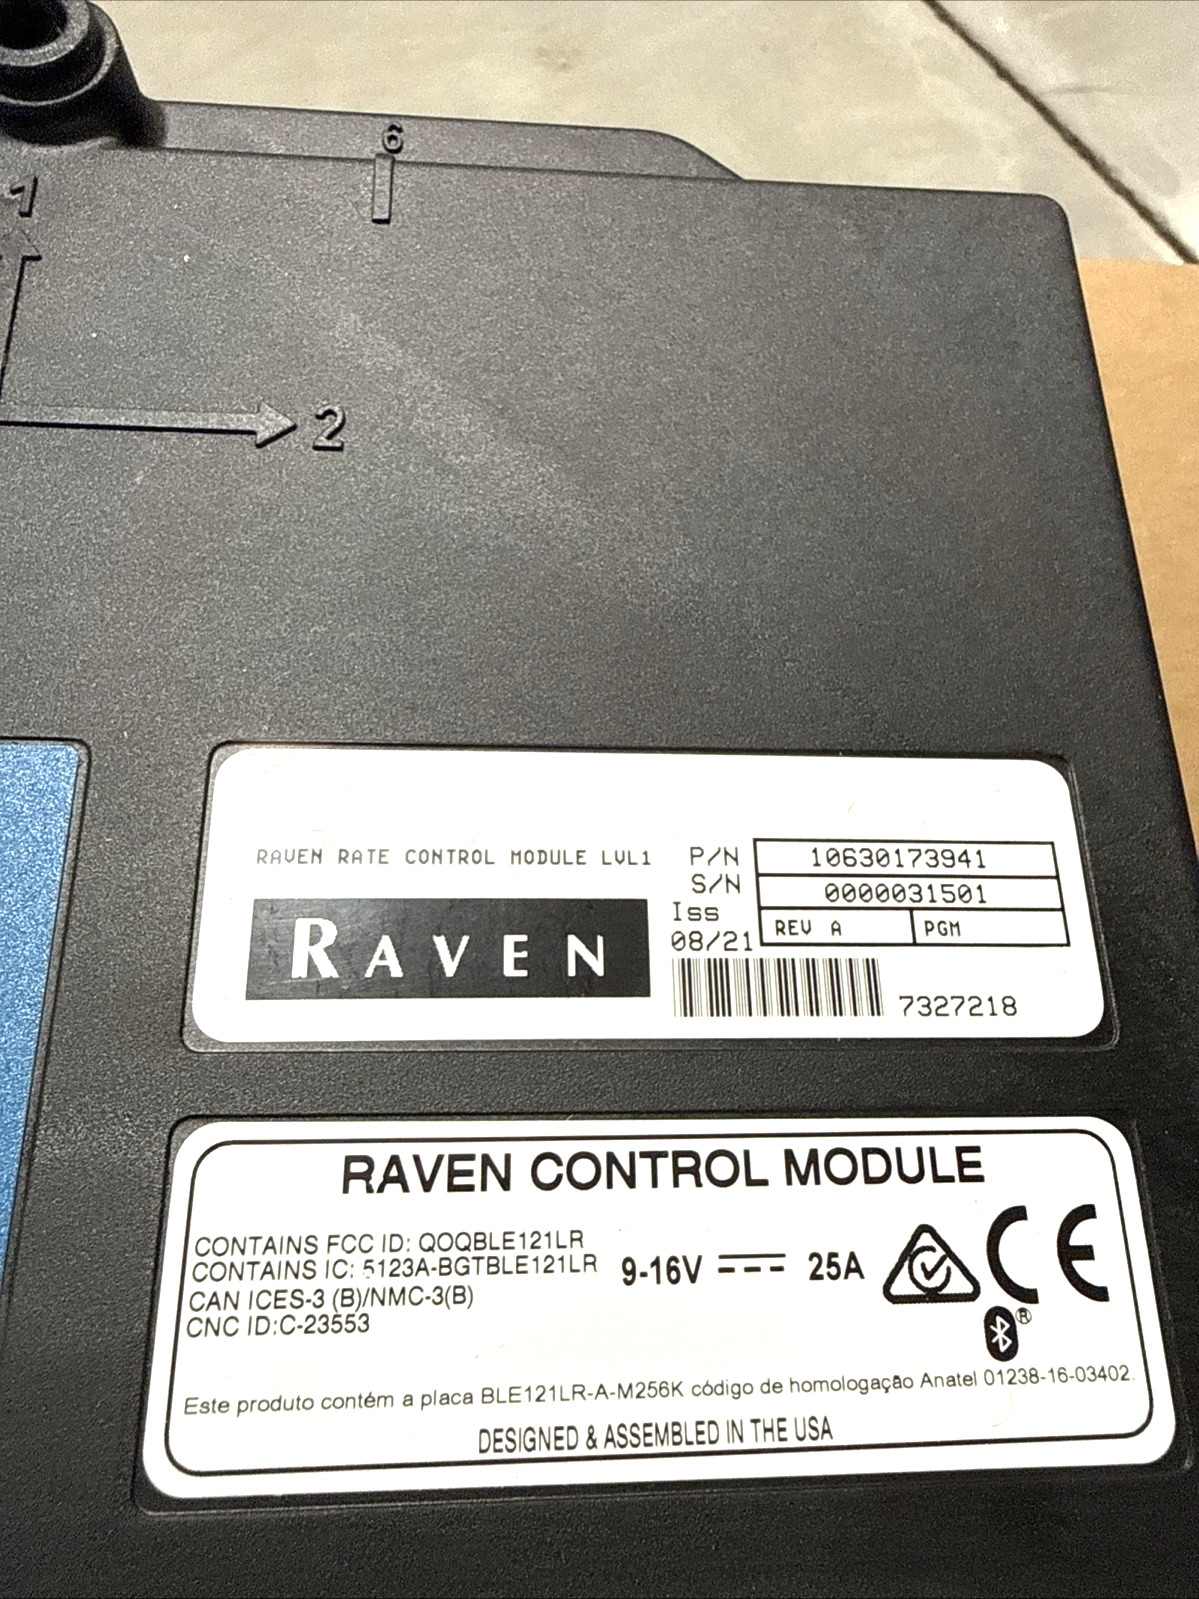 6
1
2
RAVEN RATE CONTROL MODULE LVL1
RAVEN
P/N 10630173941
S/N 0000031501
Iss
08/21
REV A PGM
7327218
RAVEN CONTROL MODULE
CONTAINS FCC ID: QOQBLE121LR
CONTAINS IC: 5123A-BGTBLE121LR
CAN ICES-3 (B)/NMC-3(B)
CNC ID:C-23553
9-16V 25A
CE
®
Este produto contém a placa BLE121LR-A-M256K código de homologação Anatel 01238-16-03402.
DESIGNED & ASSEMBLED IN THE USA